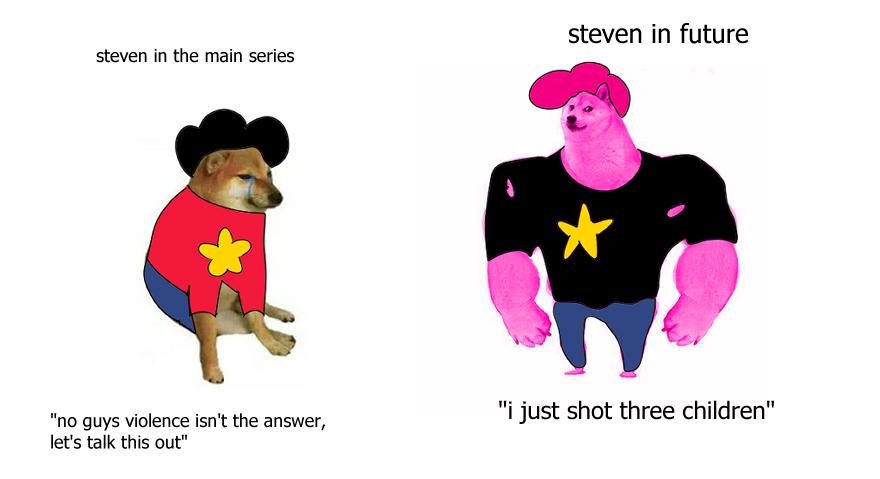 steven in the main series
"no guys violence isn't the answer,
let's talk this out"
steven in future
"i just shot three children"